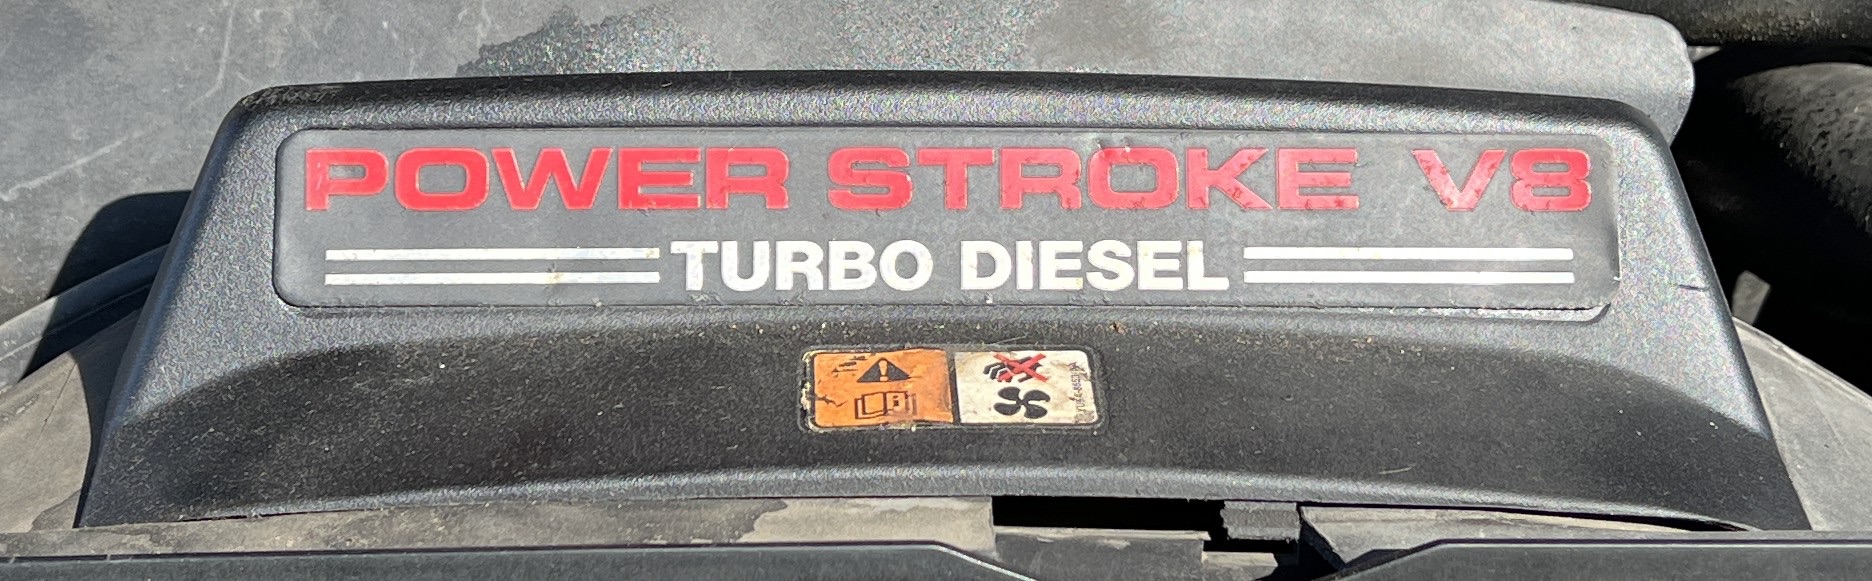 POWER STROKE V8
TURBO DIESEL